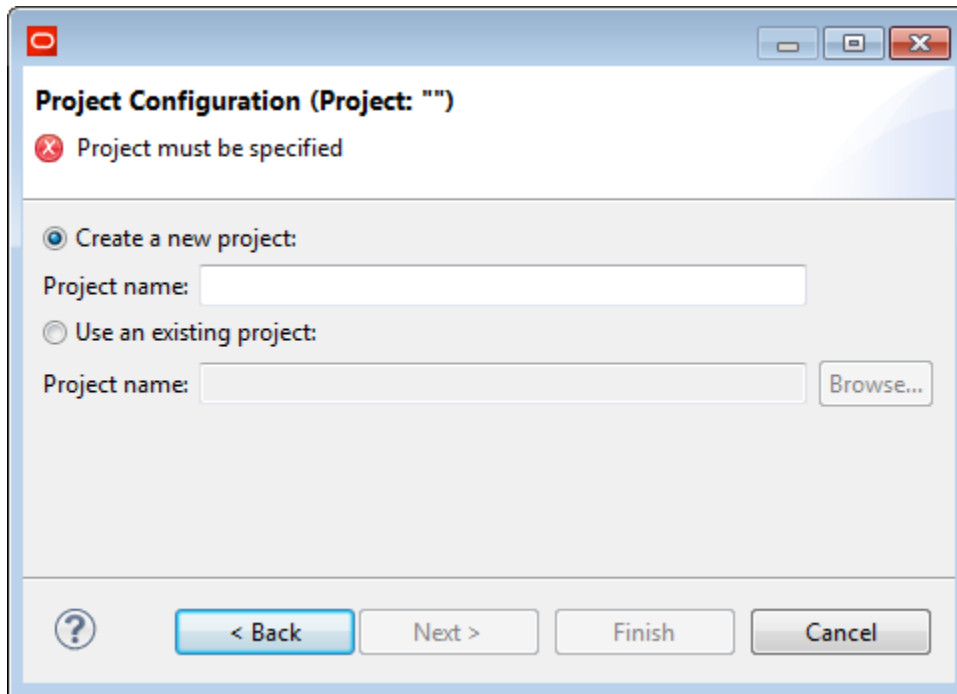 Project Configuration (Project: "")
Project must be specified
Create a new project:
Project name:
Use an existing project:
Project name: Browse...
? < Back Next > Finish Cancel